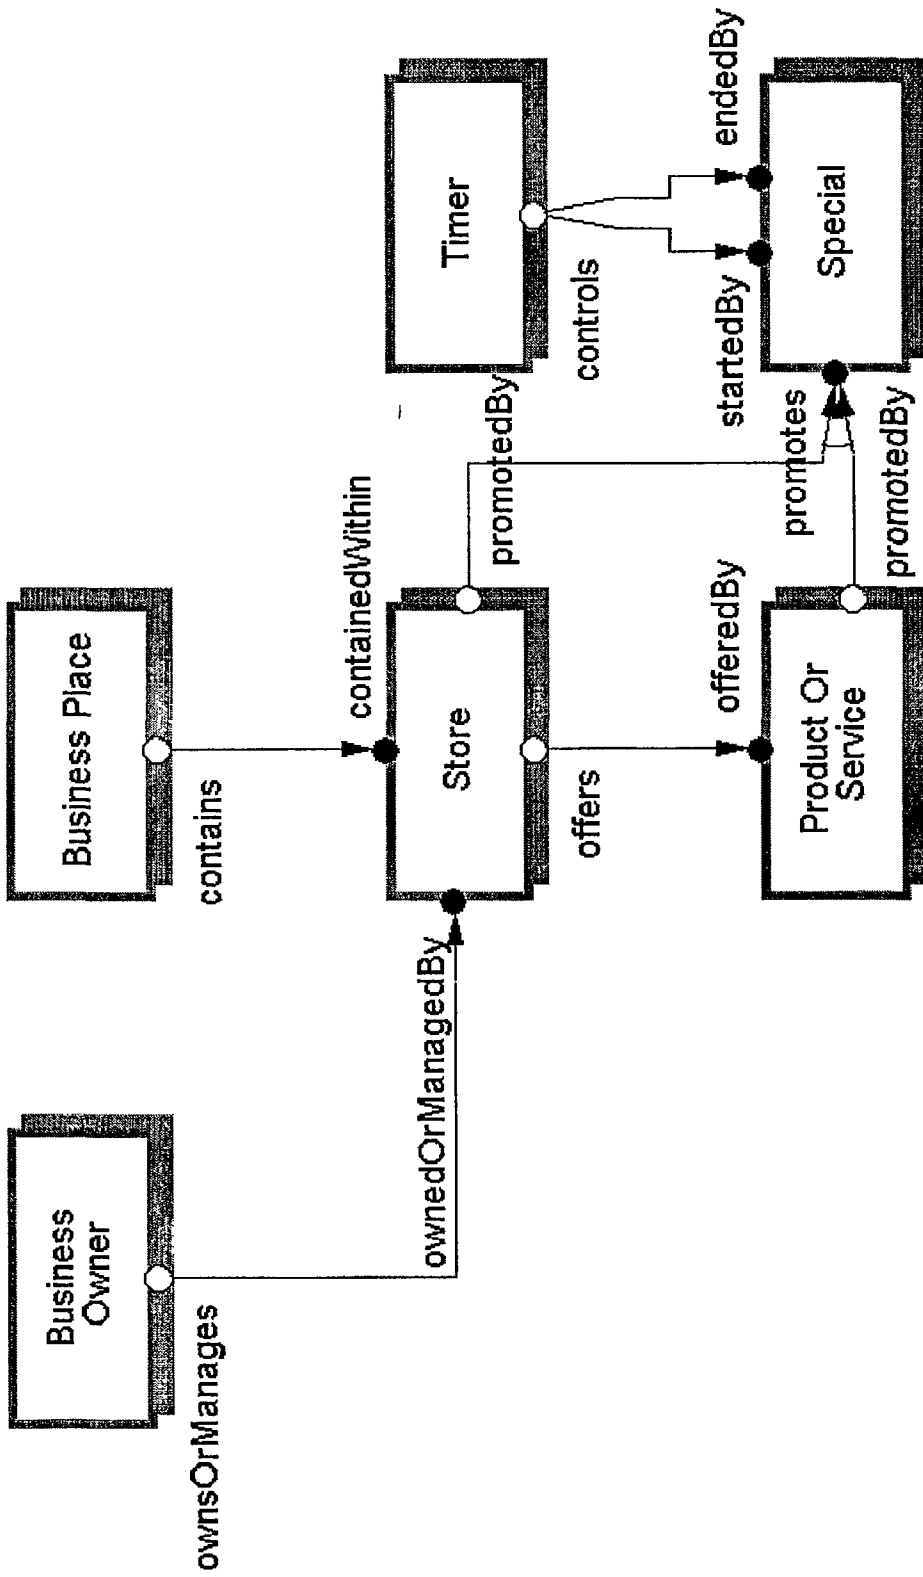 Business
Owner
ownsOrManages
ownedOrManagedBy
Business Place
contains
containedWithin
Store
offers
offeredBy
Product Or
Service
promotedBy
promotes
promotedBy
Timer
controls
startedBy
endedBy
Special